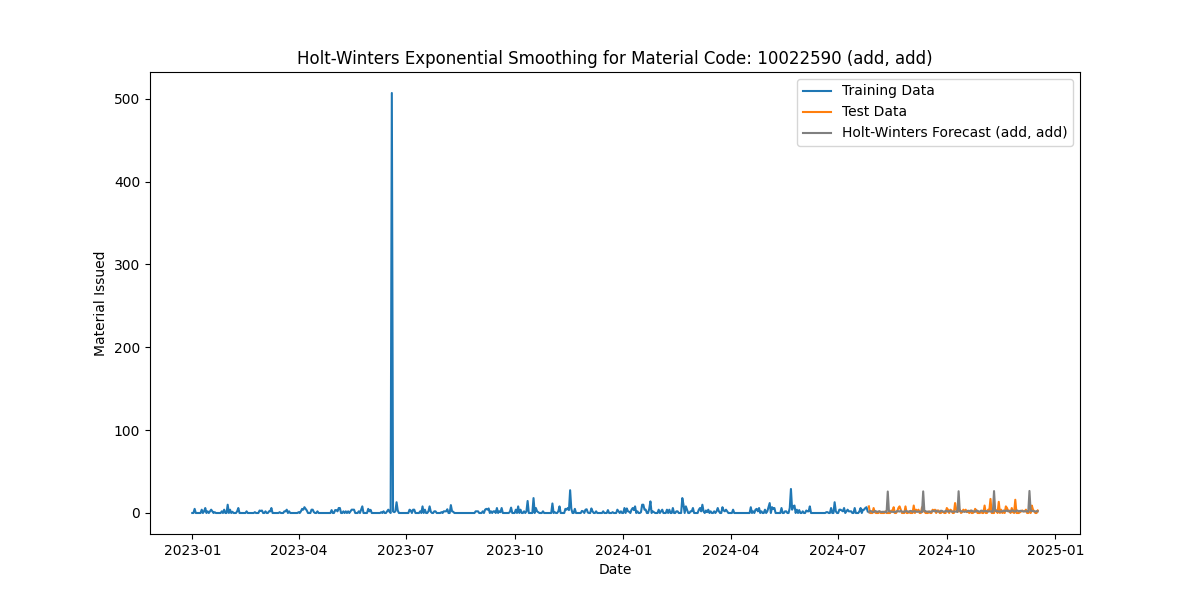 Holt-Winters Exponential Smoothing for Material Code: 10022590 (add, add)
Training Data
Test Data
Holt-Winters Forecast (add, add)
Material Issued
500
400
300
200
100
0
2023-01
2023-04
2023-07
2023-10
2024-01
2024-04
2024-07
2024-10
2025-01
Date